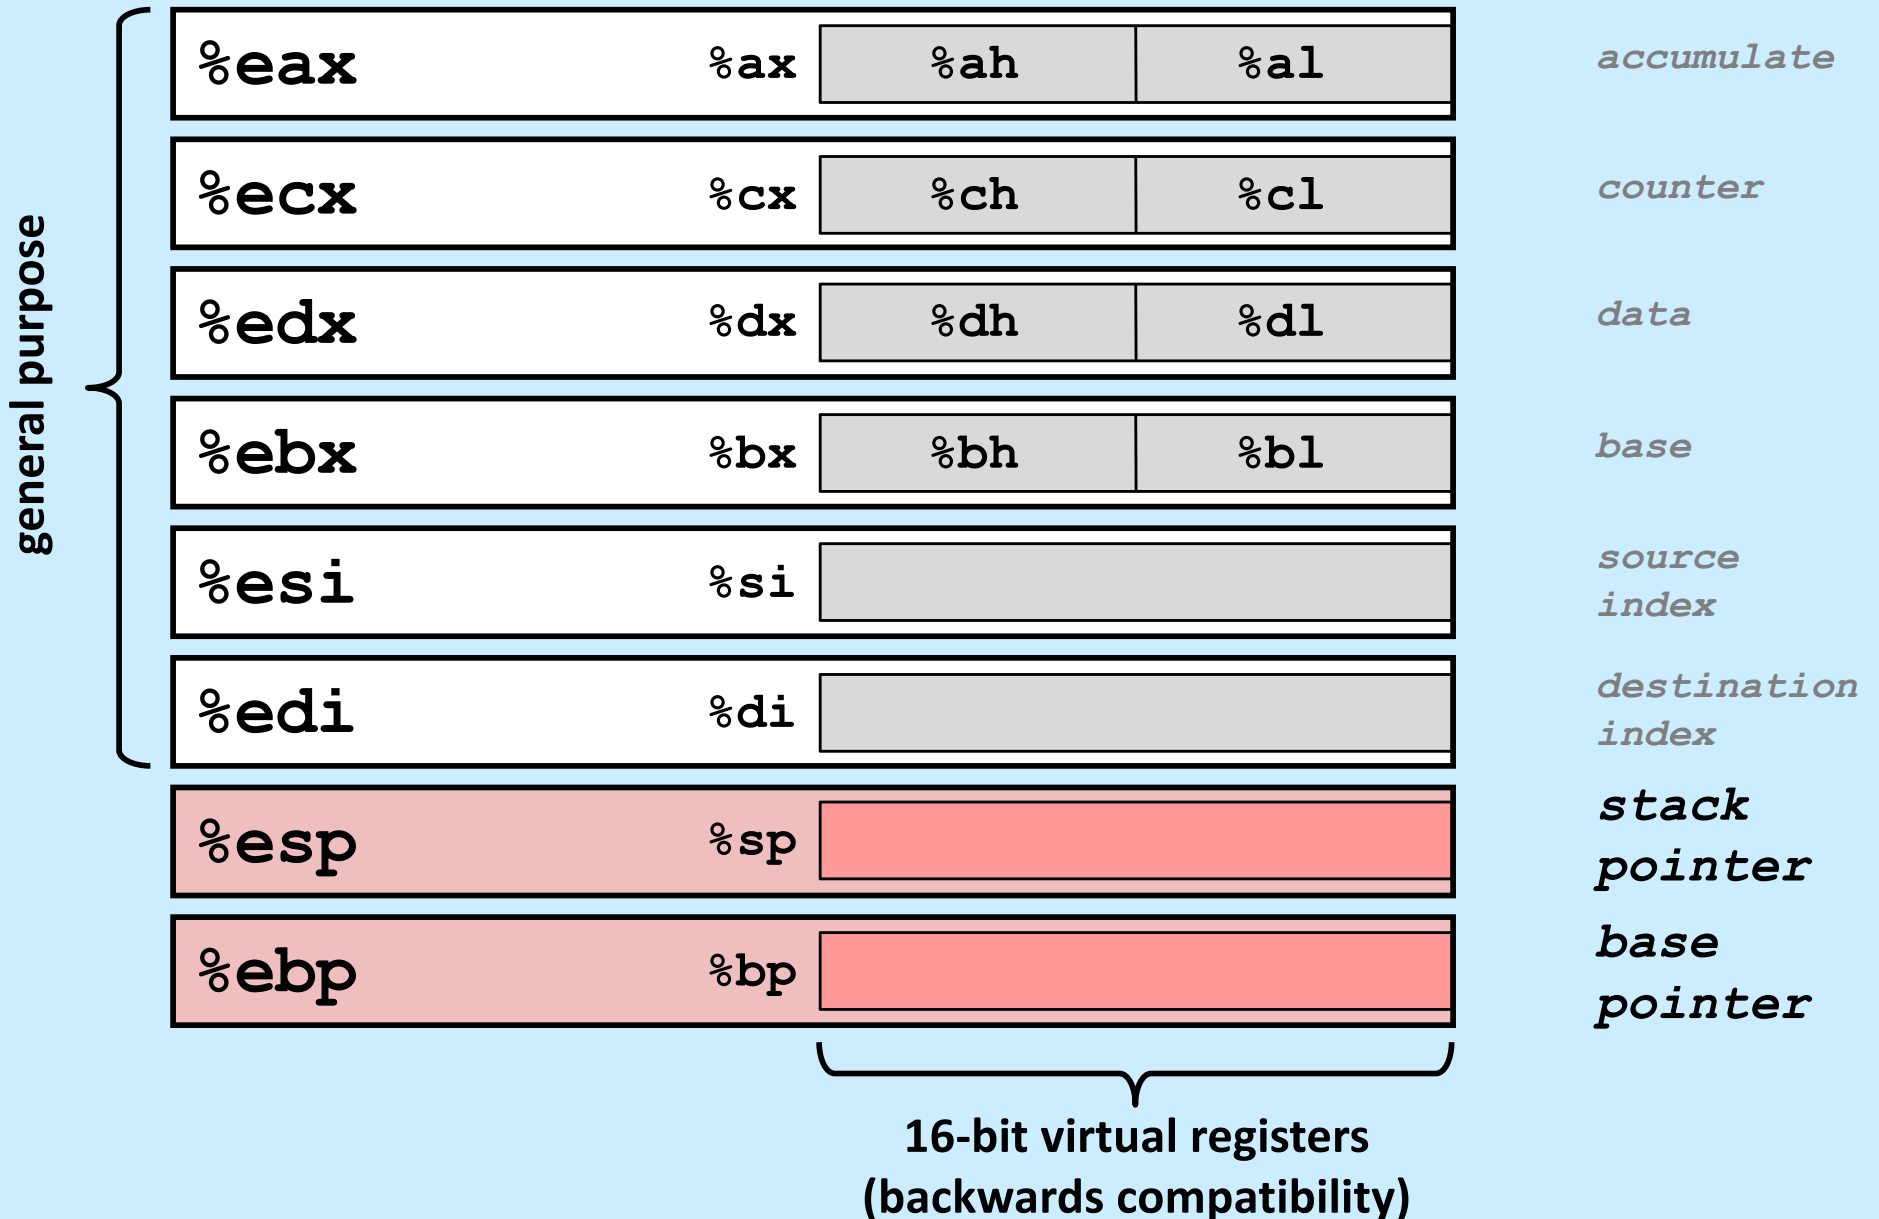 general purpose
%eax %ax %ah %al accumulate
%ecx %cx %ch %cl counter
%edx %dx %dh %dl data
%ebx %bx %bh %bl base
%esi %si source
index
%edi %di destination
index
%esp %sp stack
pointer
%ebp %bp base
pointer
16-bit virtual registers
(backwards compatibility)